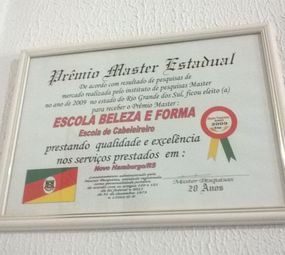 Prêmio Master Estadual
De acordo com resultado de pesquisas de
mercado realizada pelo instituto de pesquisas Master
no ano de 2009 no estado do Rio Grande do Sul, ficou eleito (a)
para receber o Prêmio Master :
ESCOLA BELEZA E FORMA
Escola de Cabeleireiro
prestando qualidade e excelência
nos serviços prestados em :
Novo Hamburgo/RS
2009
Master Pesquisas
20 Anos